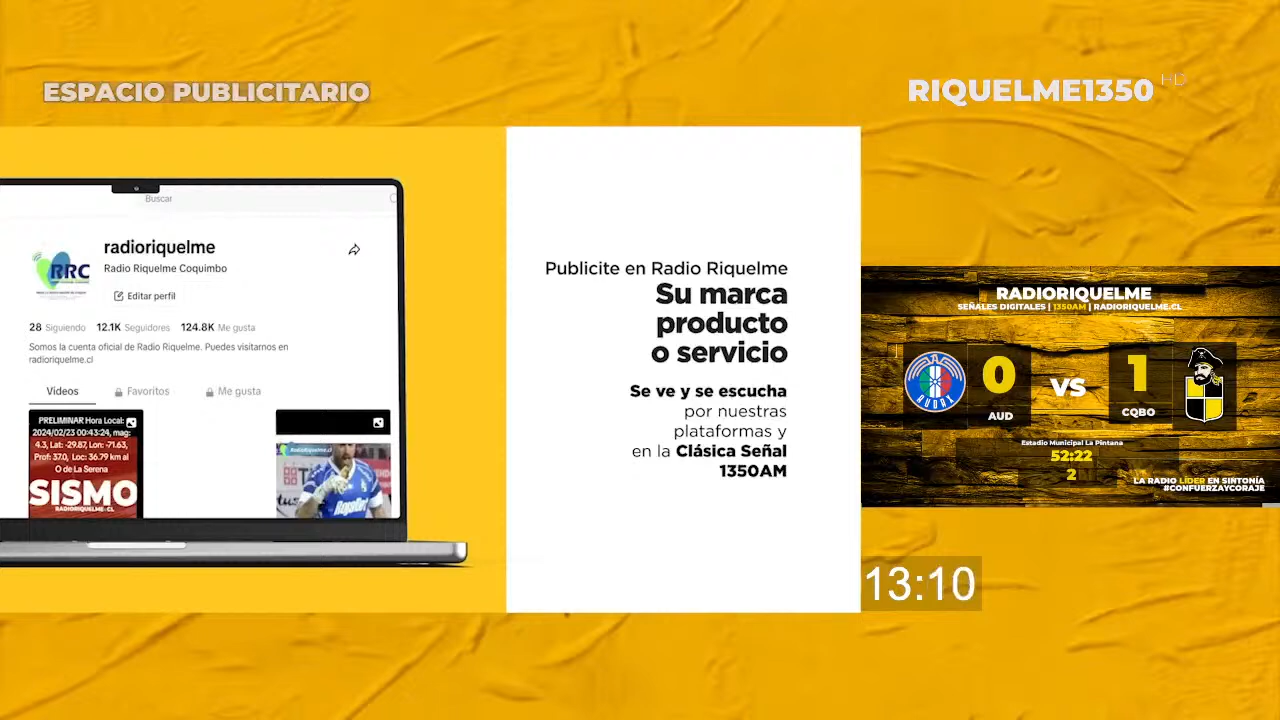 ESPACIO PUBLICITARIO
RIQUELME1350 HD
Buscar
radioriquelme
RRC
Radio Riquelme Coquimbo
Editar perfil
28 Siguiendo 12.1K Seguidores 124.8K Me gusta
Somos la cuenta oficial de Radio Riquelme. Puedes visitarnos en
radioriquelme.cl
Videos Favoritos Me gusta
PRELIMINAR Hora Local:
2024/02/23 00:43:24, mag:
4.3, Lat: -29.87, Lon: -71.63,
Prof: 37.0, Loc: 36.79 km al
O de La Serena
SISMO
RADIORIQUELME.CL
Publicite en Radio Riquelme
Su marca
producto
o servicio
Se ve y se escucha
por nuestras
plataformas y
en la Clásica Señal
1350AM
RADIORIQUELME
SEÑALES DIGITALES | 1350AM | RADIORIQUELME.CL
AUDAX
0 VS 1
AUD CQBO
Estadio Municipal La Pintana
52:22
2
LA RADIO LÍDER EN SINTONÍA
#CONFUERZAYCORAJE
13:10